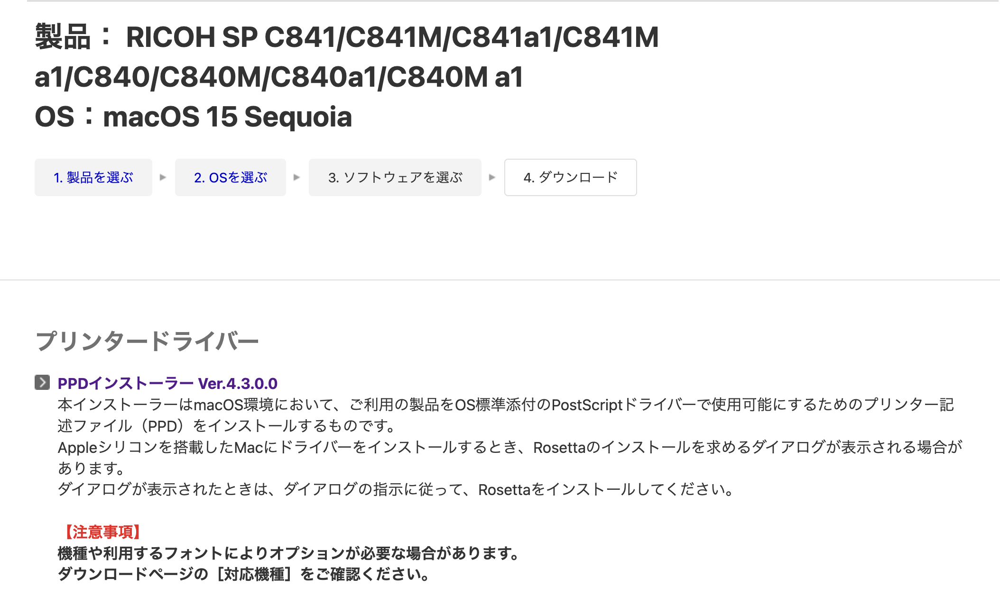 製品： RICOH SP C841/C841M/C841a1/C841M
a1/C840/C840M/C840a1/C840M a1
OS：macOS 15 Sequoia
1. 製品を選ぶ
2. OSを選ぶ
3. ソフトウェアを選ぶ
4. ダウンロード
プリンタードライバー
PPDインストーラー Ver.4.3.0.0
本インストーラーはmacOS環境において、ご利用の製品をOS標準添付のPostScriptドライバーで使用可能にするためのプリンター記
述ファイル（PPD）をインストールするものです。
Appleシリコンを搭載したMacにドライバーをインストールするとき、Rosettaのインストールを求めるダイアログが表示される場合が
あります。
ダイアログが表示されたときは、ダイアログの指示に従って、Rosettaをインストールしてください。
【注意事項】
機種や利用するフォントによりオプションが必要な場合があります。
ダウンロードページの［対応機種］をご確認ください。